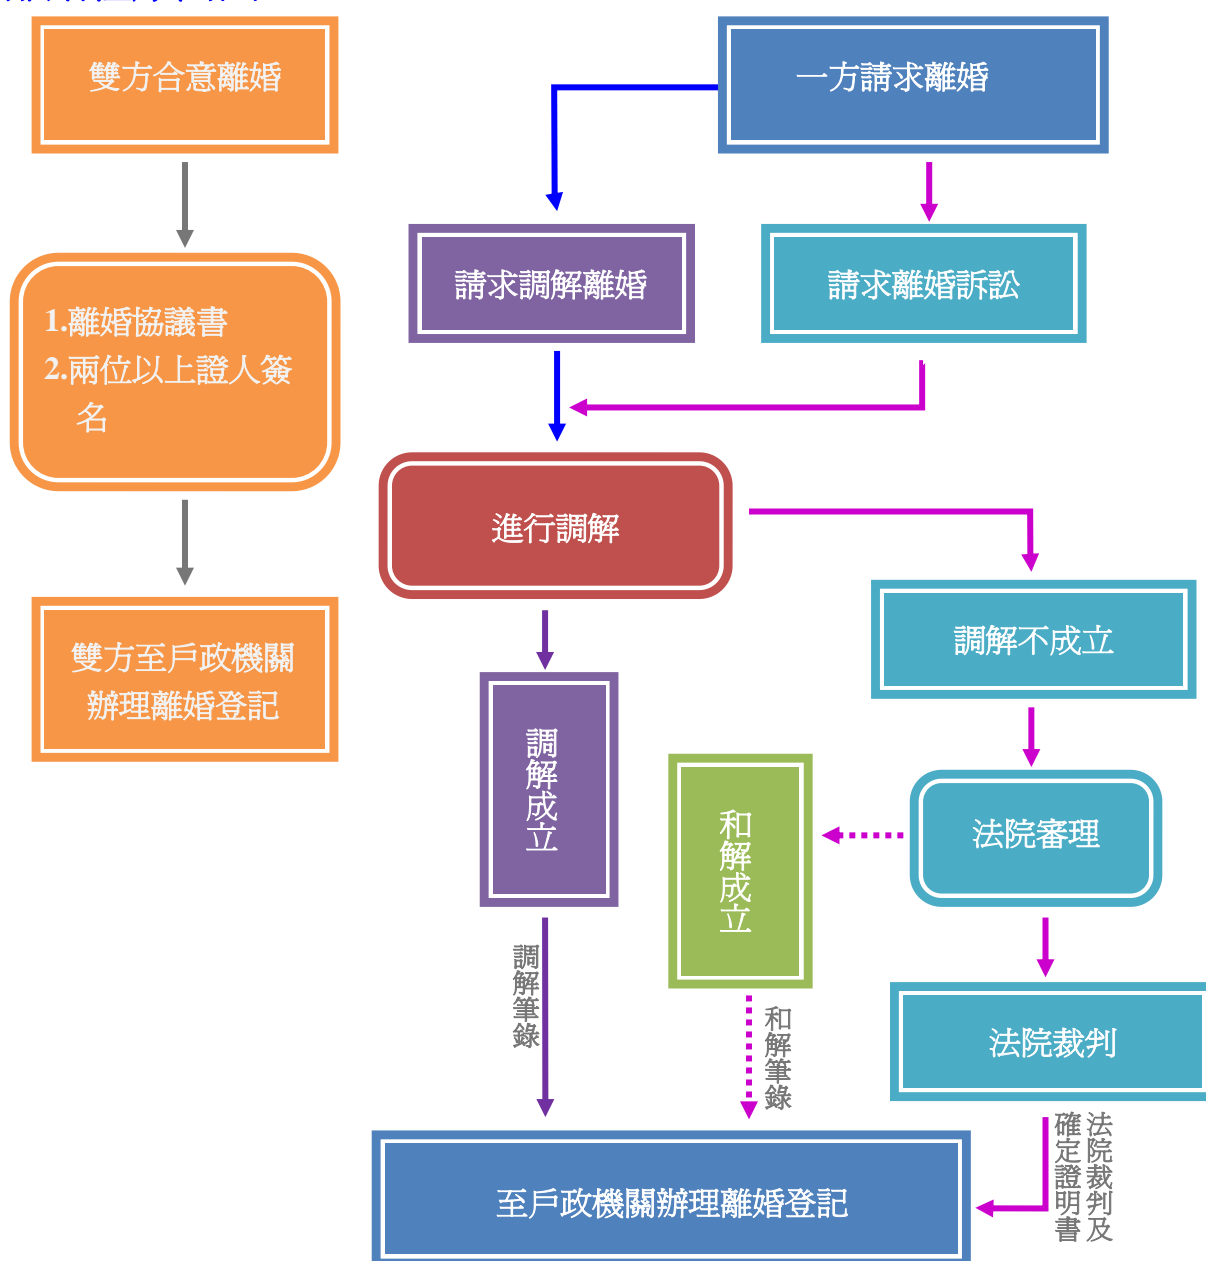 雙方合意離婚
一方請求離婚
請求調解離婚
請求離婚訴訟
1.離婚協議書
2.兩位以上證人簽
名
進行調解
雙方至戶政機關
辦理離婚登記
調解不成立
調解成立
和解成立
法院審理
調解筆錄
和解筆錄
法院裁判
法院裁判及
確定證明書
至戶政機關辦理離婚登記